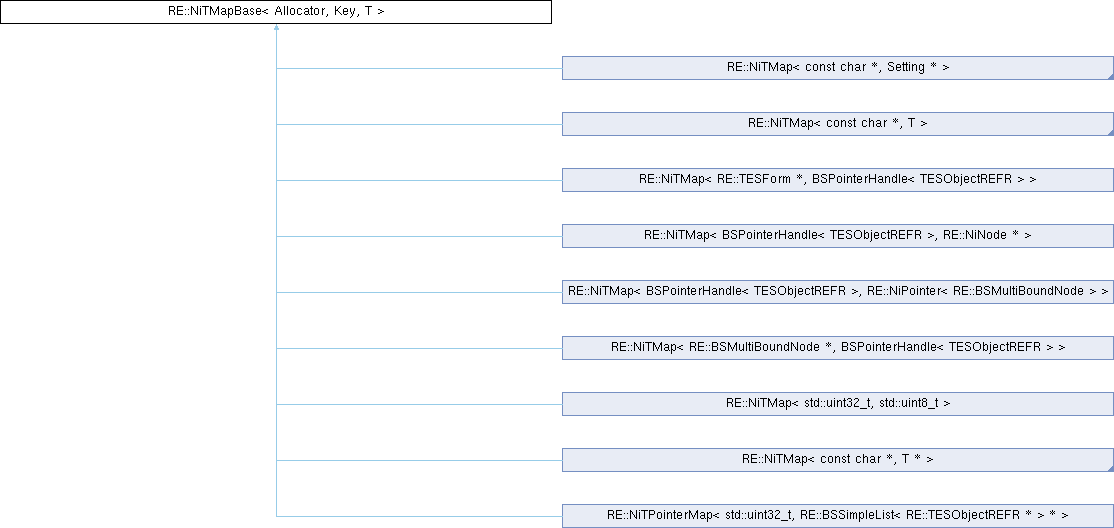 RE::NiTMapBase< Allocator, Key, T >
RE::NiTMap< const char *, Setting * >
RE::NiTMap< const char *, T >
RE::NiTMap< RE::TESForm *, BSPointerHandle< TESObjectREFR > >
RE::NiTMap< BSPointerHandle< TESObjectREFR >, RE::NiNode * >
RE::NiTMap< BSPointerHandle< TESObjectREFR >, RE::NiPointer< RE::BSMultiBoundNode > >
RE::NiTMap< RE::BSMultiBoundNode *, BSPointerHandle< TESObjectREFR > >
RE::NiTMap< std::uint32_t, std::uint8_t >
RE::NiTMap< const char *, T * >
RE::NiTPointerMap< std::uint32_t, RE::BSSimpleList< RE::TESObjectREFR * > * >